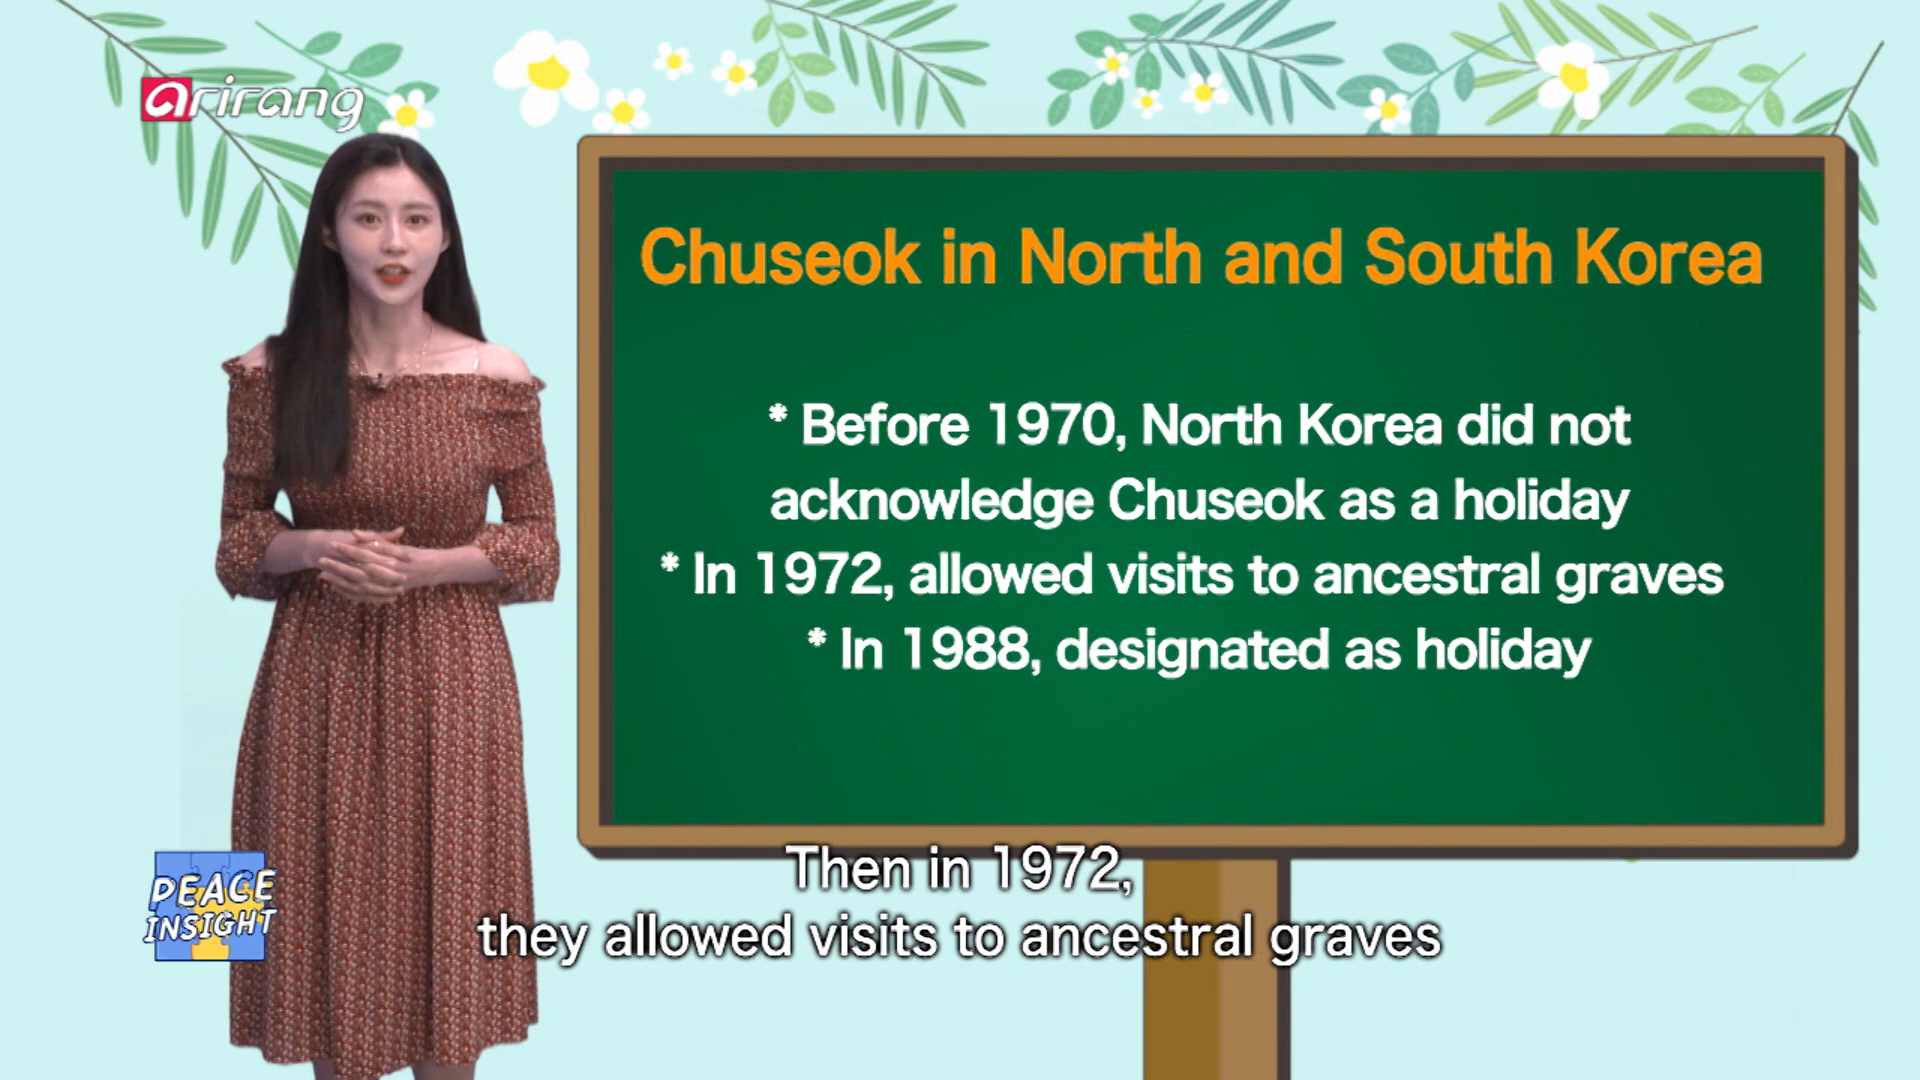 arirang
Chuseok in North and South Korea
* Before 1970, North Korea did not
acknowledge Chuseok as a holiday
* In 1972, allowed visits to ancestral graves
* In 1988, designated as holiday
Then in 1972,
they allowed visits to ancestral graves
PEACE
INSIGHT